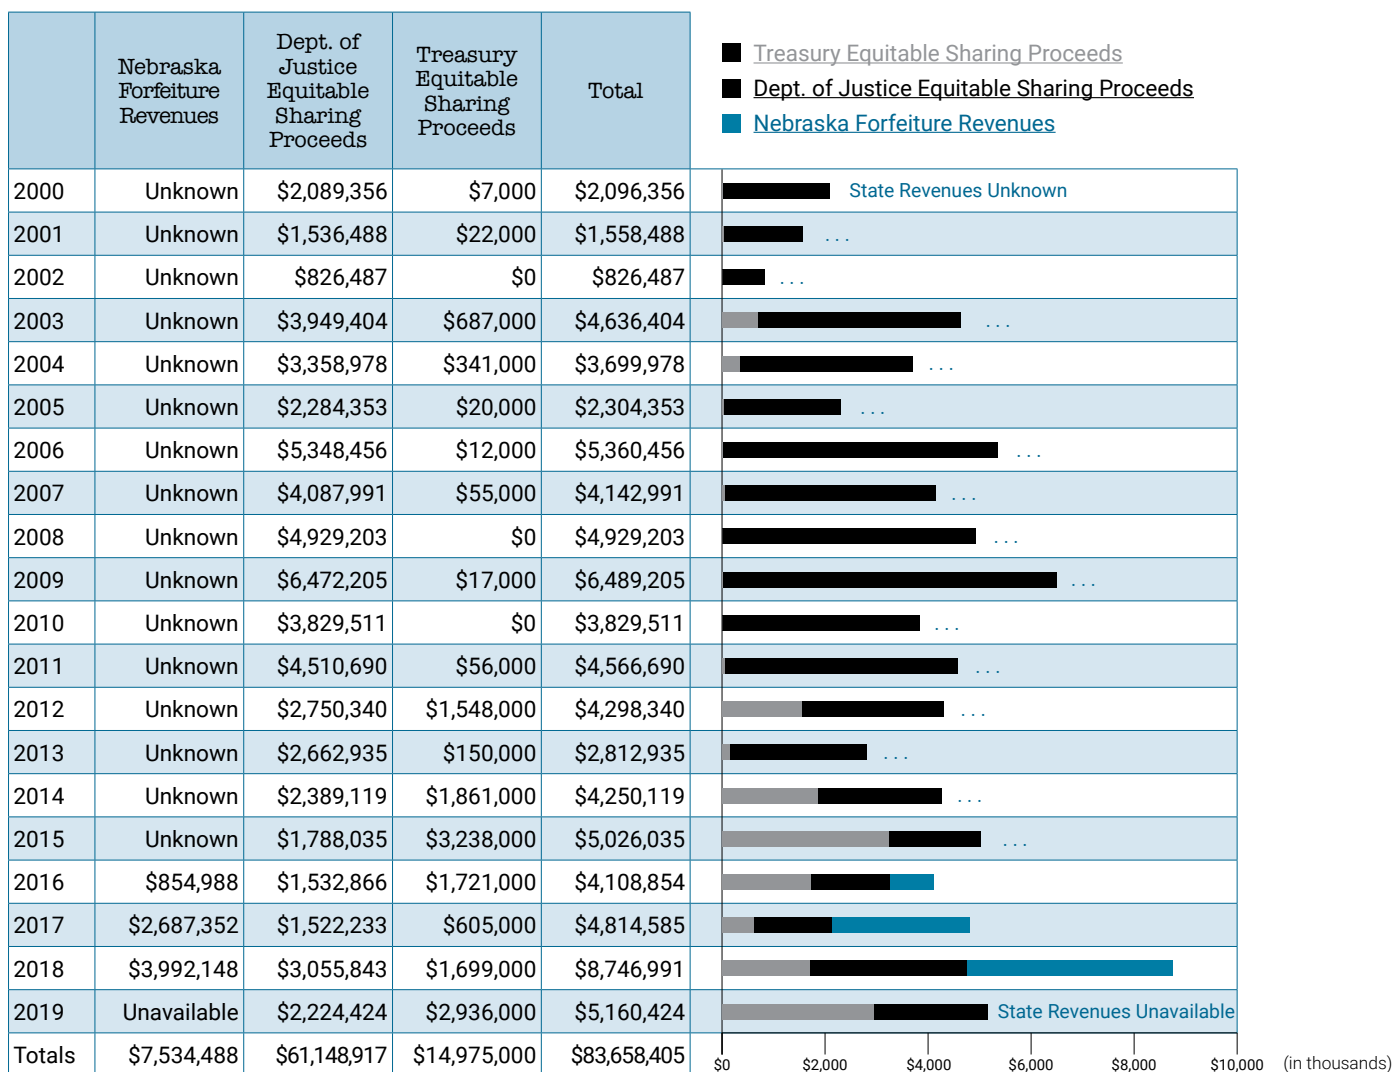 Nebraska
Forfeiture
Revenues
Dept. of
Justice
Equitable
Sharing
Proceeds
Treasury
Equitable
Sharing
Proceeds
Total
Treasury Equitable Sharing Proceeds
Dept. of Justice Equitable Sharing Proceeds
Nebraska Forfeiture Revenues
2000 Unknown $2,089,356 $7,000 $2,096,356 State Revenues Unknown
2001 Unknown $1,536,488 $22,000 $1,558,488 ...
2002 Unknown $826,487 $0 $826,487 ...
2003 Unknown $3,949,404 $687,000 $4,636,404 ...
2004 Unknown $3,358,978 $341,000 $3,699,978 ...
2005 Unknown $2,284,353 $20,000 $2,304,353 ...
2006 Unknown $5,348,456 $12,000 $5,360,456 ...
2007 Unknown $4,087,991 $55,000 $4,142,991 ...
2008 Unknown $4,929,203 $0 $4,929,203 ...
2009 Unknown $6,472,205 $17,000 $6,489,205 ...
2010 Unknown $3,829,511 $0 $3,829,511 ...
2011 Unknown $4,510,690 $56,000 $4,566,690 ...
2012 Unknown $2,750,340 $1,548,000 $4,298,340 ...
2013 Unknown $2,662,935 $150,000 $2,812,935 ...
2014 Unknown $2,389,119 $1,861,000 $4,250,119 ...
2015 Unknown $1,788,035 $3,238,000 $5,026,035 ...
2016 $854,988 $1,532,866 $1,721,000 $4,108,854
2017 $2,687,352 $1,522,233 $605,000 $4,814,585
2018 $3,992,148 $3,055,843 $1,699,000 $8,746,991
2019 Unavailable $2,224,424 $2,936,000 $5,160,424 State Revenues Unavailable
Totals $7,534,488 $61,148,917 $14,975,000 $83,658,405
$0 $2,000 $4,000 $6,000 $8,000 $10,000 (in thousands)